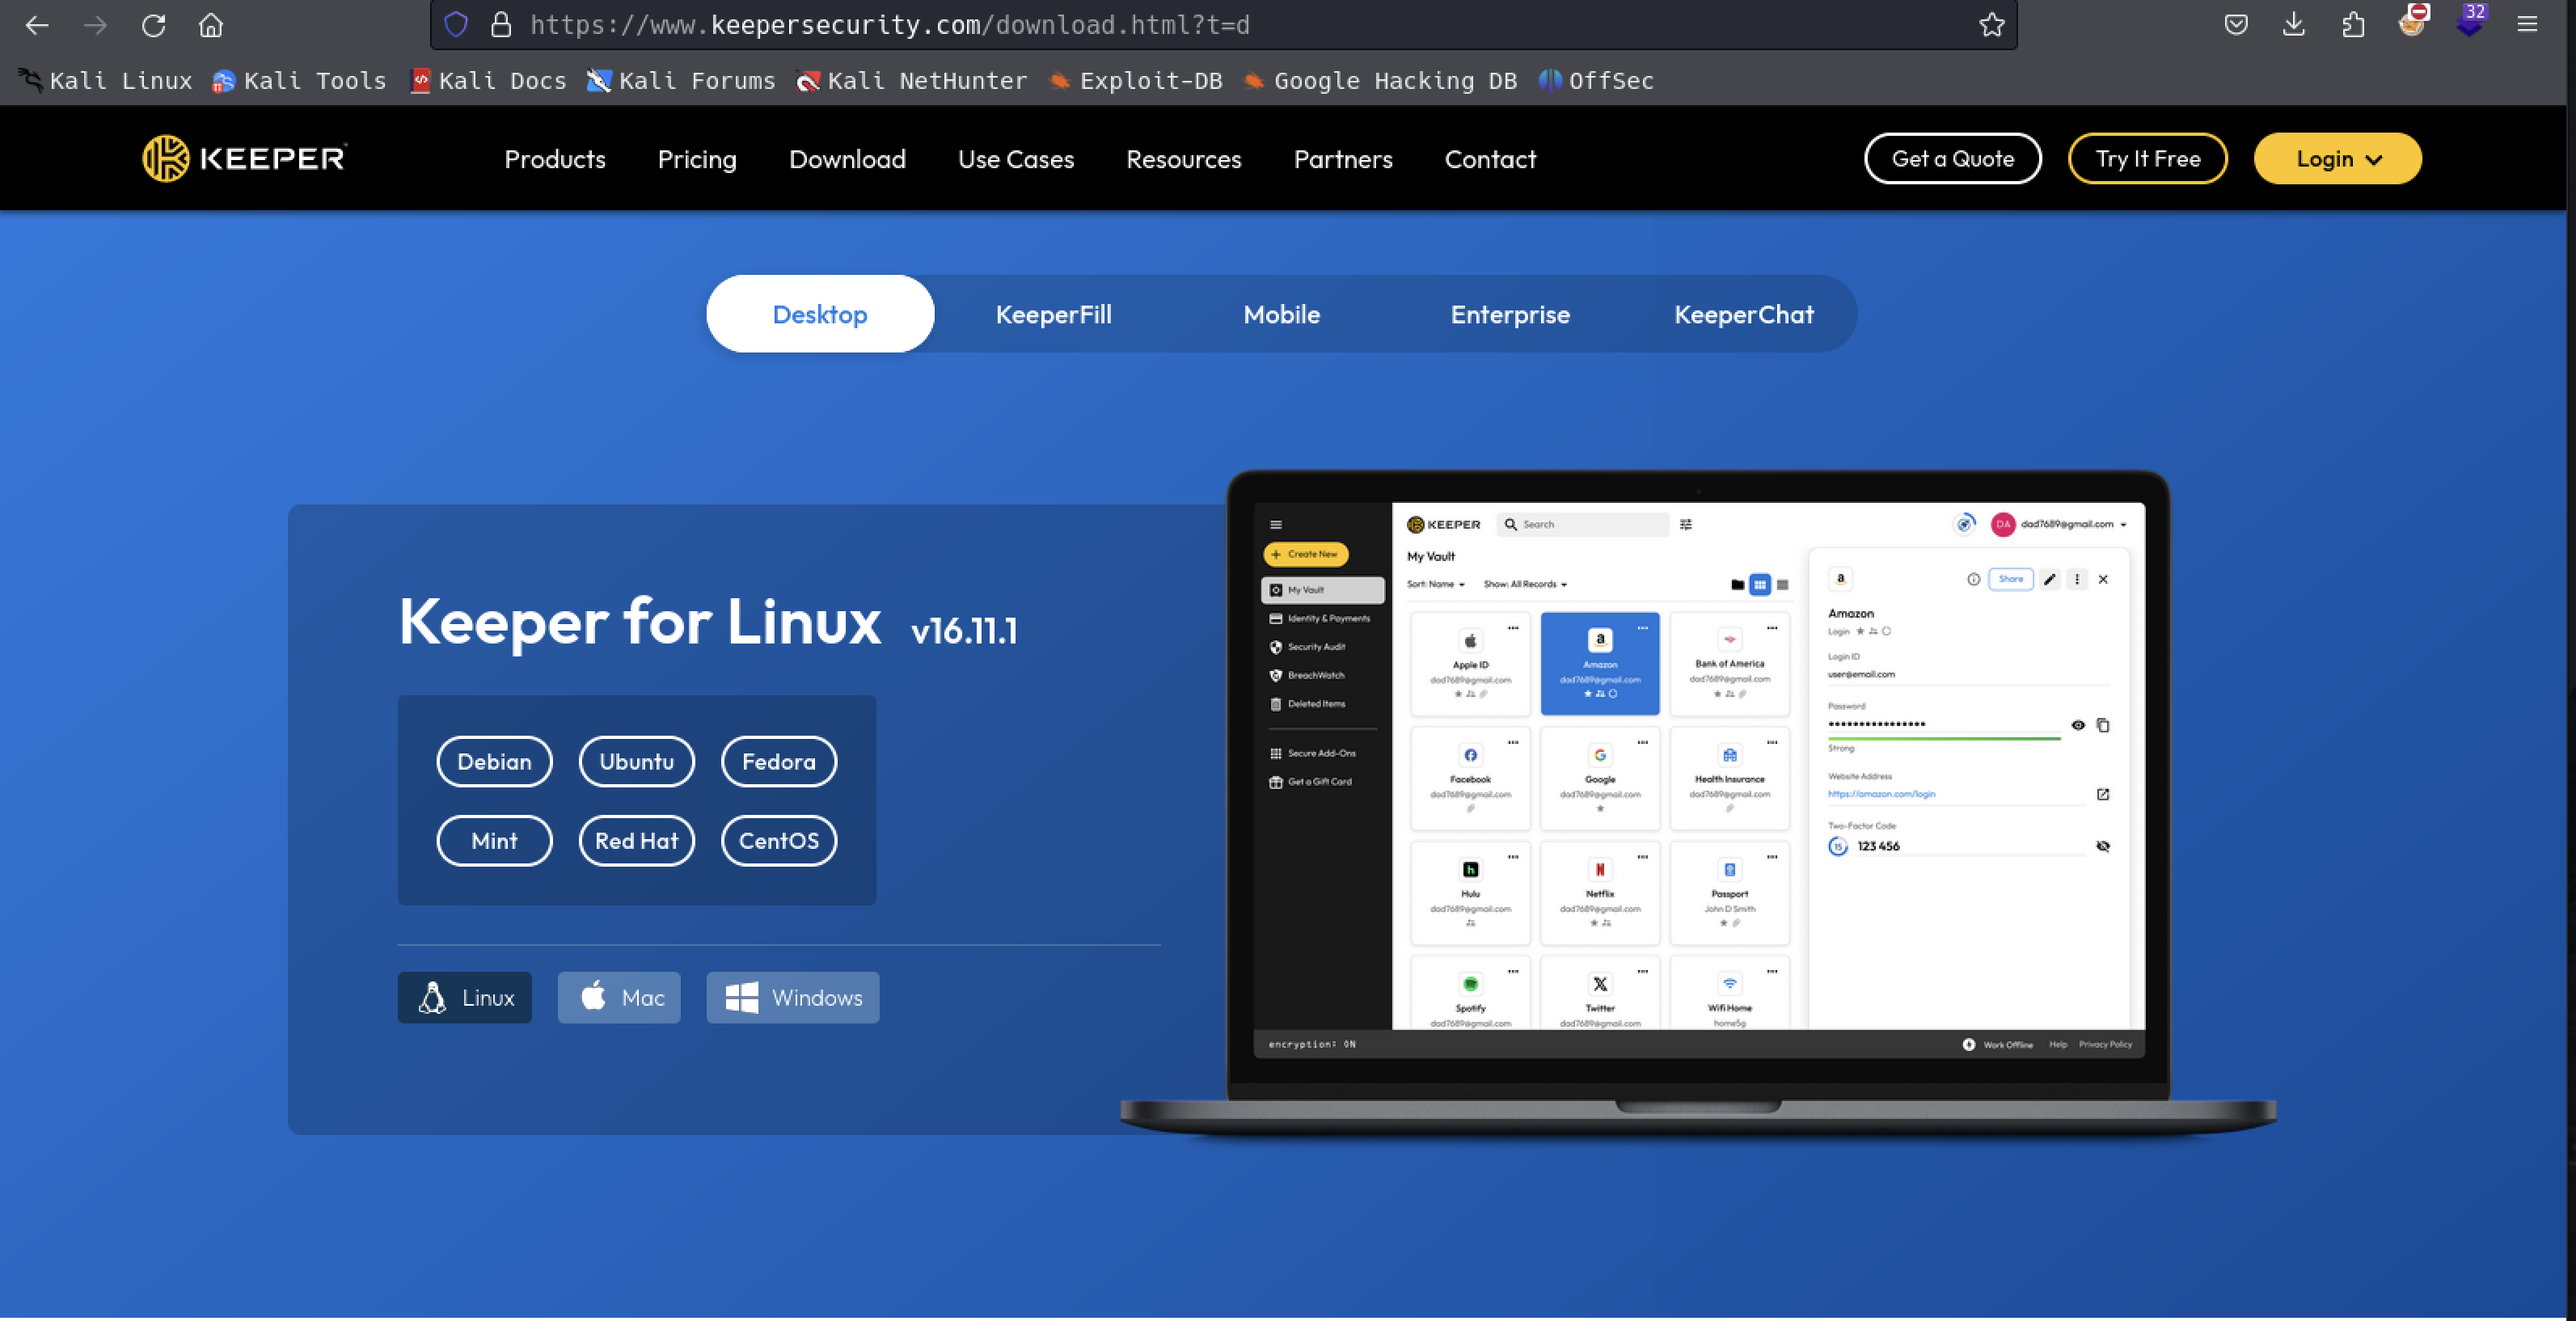 https://www.keepersecurity.com/download.html?t=d
32
Kali Linux Kali Tools Kali Docs Kali Forums Kali NetHunter Exploit-DB Google Hacking DB OffSec
KEEPER Products Pricing Download Use Cases Resources Partners Contact Get a Quote Try It Free Login
Desktop KeeperFill Mobile Enterprise KeeperChat
Keeper for Linux v16.11.1
Debian Ubuntu Fedora
Mint Red Hat CentOS
Linux Mac Windows
KEEPER Search DA dad7689@gmail.com
Create New
My Vault
Identity & Payments
Security Audit
BreachWatch
Deleted Items
Secure Add-Ons
Get a Gift Card
My Vault
Sort: Name Show: All Records
Apple ID Amazon Bank of America
dad7689@gmail.com dad7689@gmail.com dad7689@gmail.com
Facebook Google Health Insurance
dad7689@gmail.com dad7689@gmail.com dad7689@gmail.com
Hulu Netflix Passport
dad7689@gmail.com dad7689@gmail.com John D Smith
Spotify Twitter Wifi Home
dad7689@gmail.com dad7689@gmail.com home5g
a Share
Amazon
Login
Login ID
user@email.com
Password
••••••••••••••••
Strong
Website Address
https://amazon.com/login
Two-Factor Code
15 123 456
encryption: ON Work Offline Help Privacy Policy